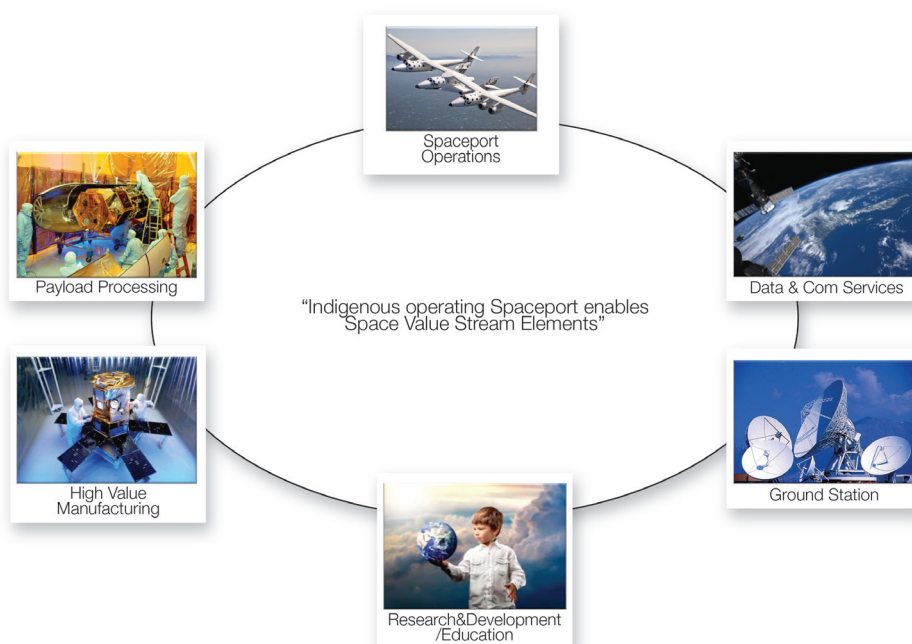 Spaceport
Operations
Payload Processing
Data & Com Services
“Indigenous operating Spaceport enables
Space Value Stream Elements”
High Value
Manufacturing
Ground Station
Research&Development
/Education